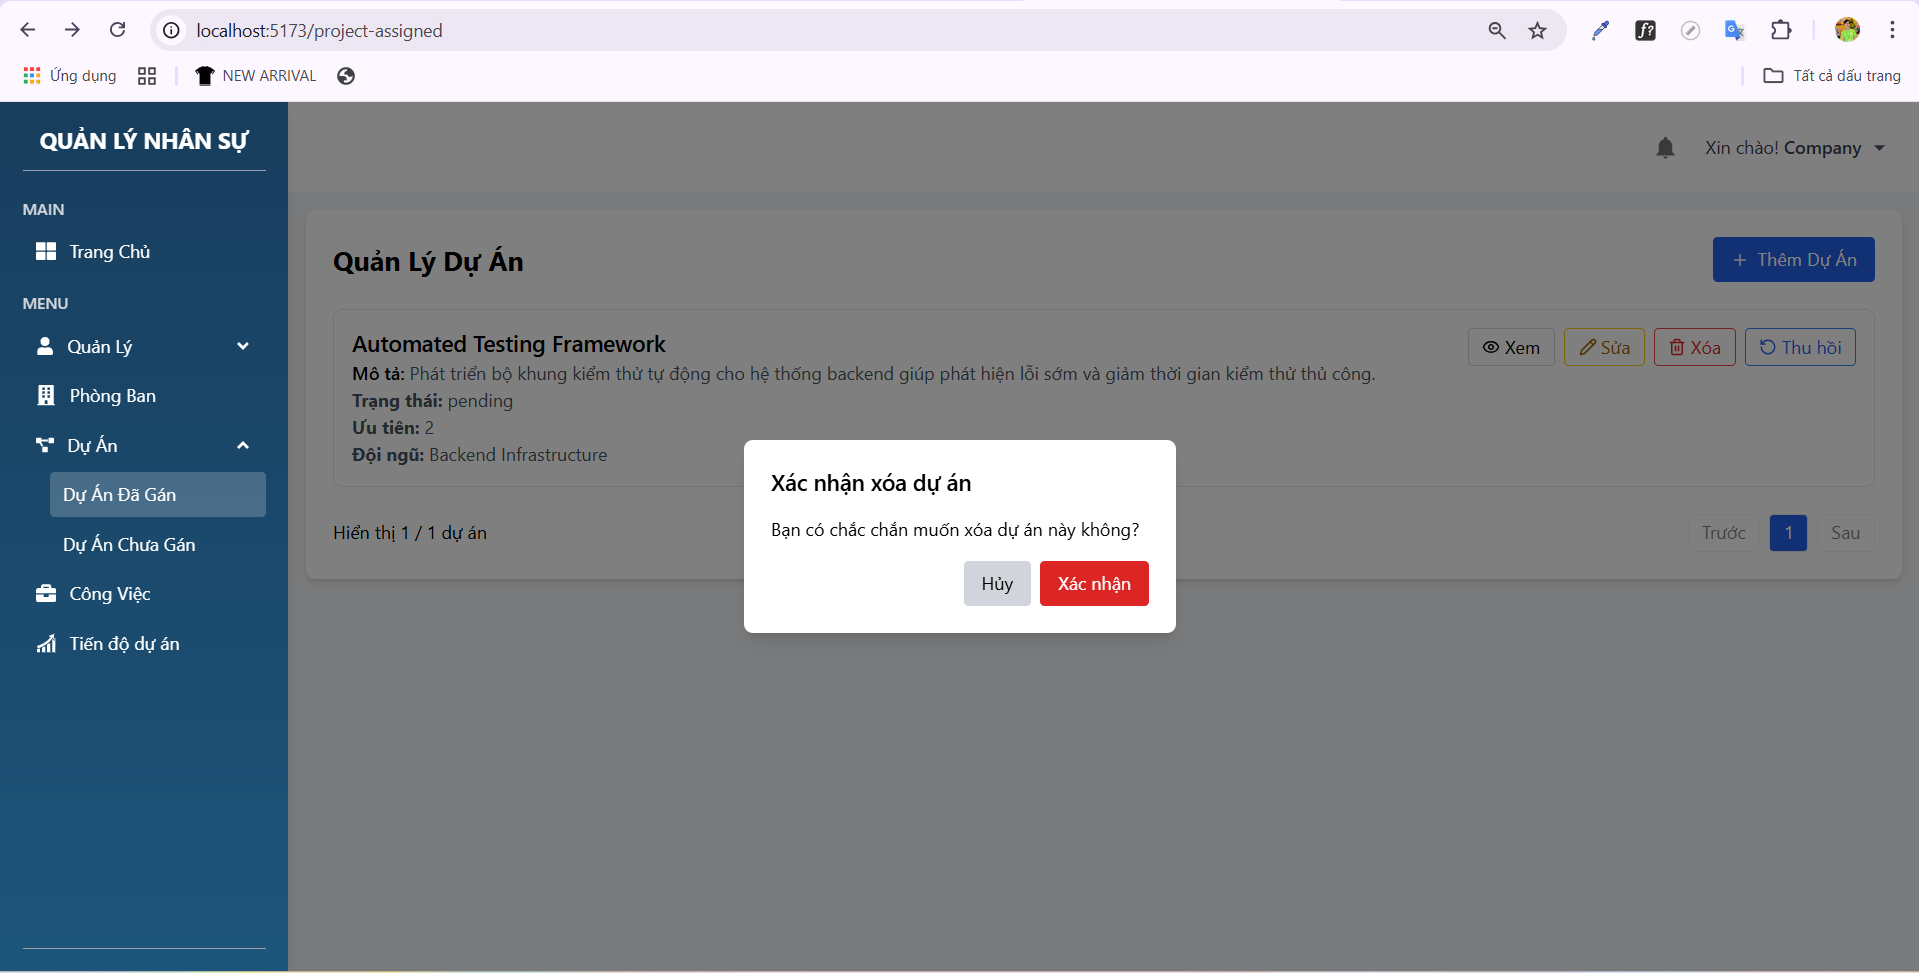 localhost:5173/project-assigned
Ứng dụng
NEW ARRIVAL
Tất cả dấu trang
QUẢN LÝ NHÂN SỰ
MAIN
Trang Chủ
MENU
Quản Lý
Phòng Ban
Dự Án
Dự Án Đã Gán
Dự Án Chưa Gán
Công Việc
Tiến độ dự án
Xin chào! Company
Quản Lý Dự Án
+ Thêm Dự Án
Automated Testing Framework
Xem Sửa Xóa Thu hồi
Mô tả: Phát triển bộ khung kiểm thử tự động cho hệ thống backend giúp phát hiện lỗi sớm và giảm thời gian kiểm thử thủ công.
Trạng thái: pending
Ưu tiên: 2
Đội ngũ: Backend Infrastructure
Hiển thị 1 / 1 dự án
Trước 1 Sau
Xác nhận xóa dự án
Bạn có chắc chắn muốn xóa dự án này không?
Hủy Xác nhận